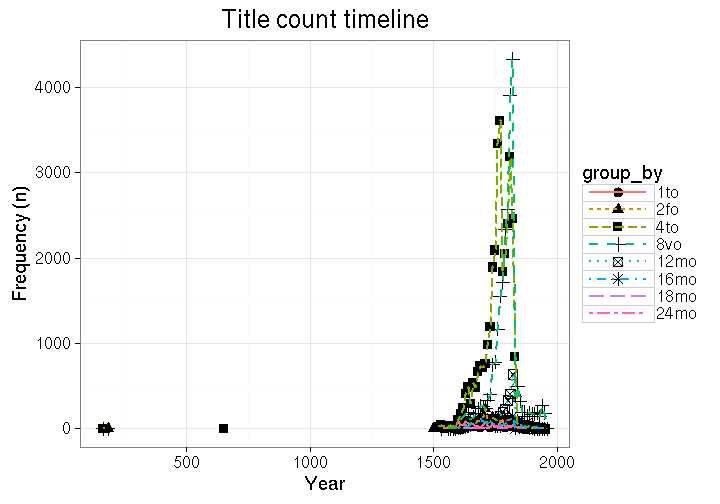 Title count timeline
Frequency (n)
4000
3000
2000
1000
0
500
1000
1500
2000
Year
group_by
1to
2fo
4to
8vo
12mo
16mo
18mo
24mo